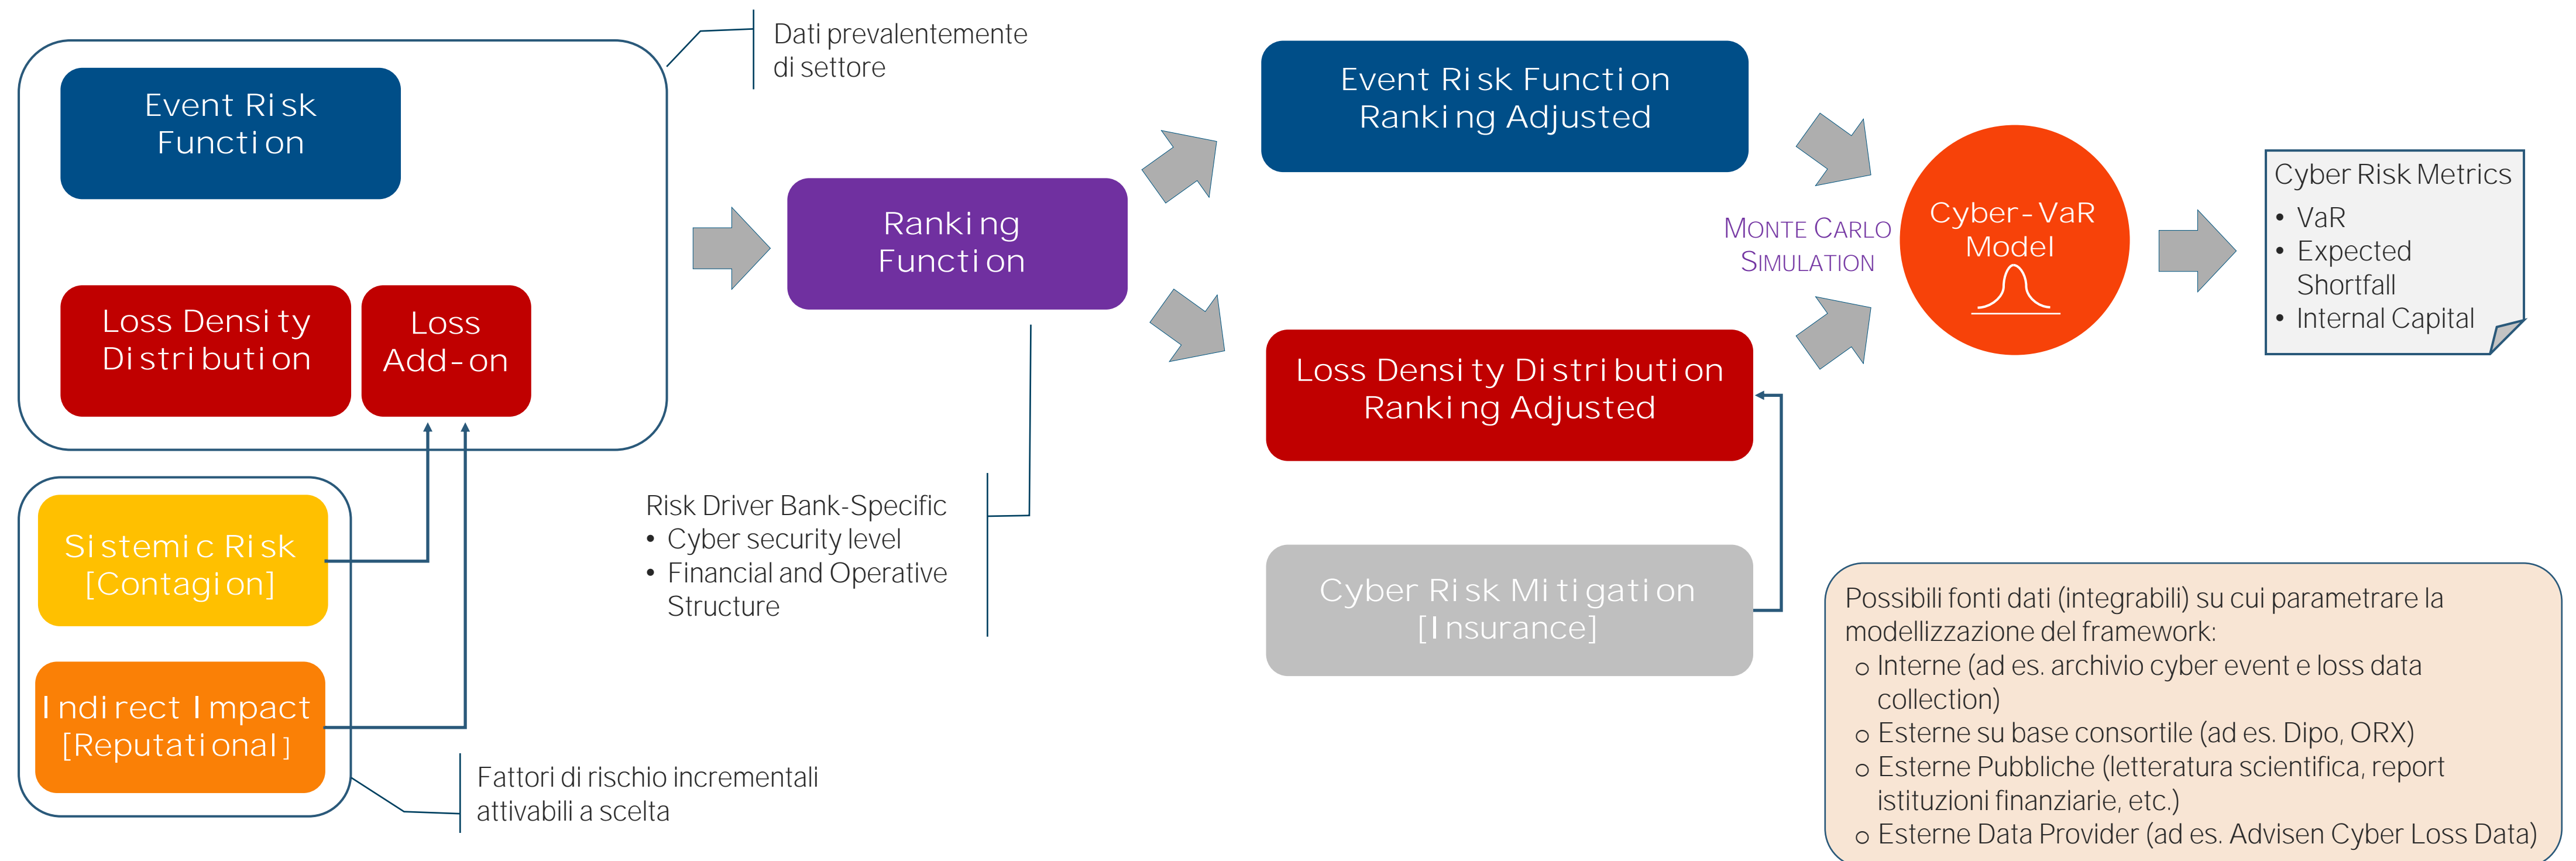 Dati prevalentemente
di settore
Event Risk
Function
Loss Density
Distribution
Loss
Add-on
Sistemic Risk
[Contagion]
Indirect Impact
[Reputational]
Fattori di rischio incrementali
attivabili a scelta
Ranking
Function
Risk Driver Bank-Specific
• Cyber security level
• Financial and Operative
Structure
Event Risk Function
Ranking Adjusted
Loss Density Distribution
Ranking Adjusted
Cyber Risk Mitigation
[Insurance]
MONTE CARLO
SIMULATION
Cyber-VaR
Model
Cyber Risk Metrics
• VaR
• Expected
Shortfall
• Internal Capital
Possibili fonti dati (integrabili) su cui parametrare la
modellizzazione del framework:
o Interne (ad es. archivio cyber event e loss data
collection)
o Esterne su base consortile (ad es. Dipo, ORX)
o Esterne Pubbliche (letteratura scientifica, report
istituzioni finanziarie, etc.)
o Esterne Data Provider (ad es. Advisen Cyber Loss Data)